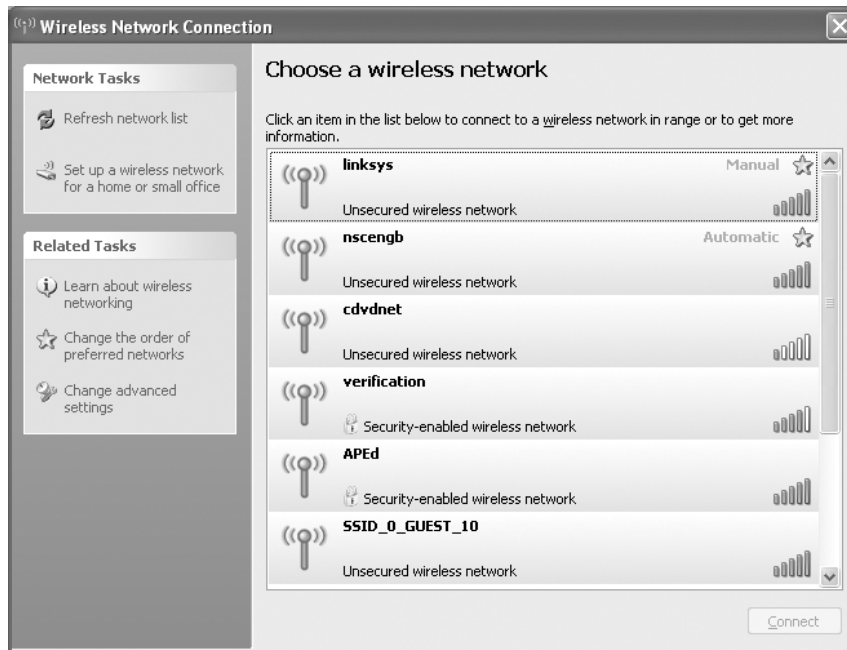 Wireless Network Connection
Network Tasks
Refresh network list
Set up a wireless network
for a home or small office
Related Tasks
Learn about wireless
networking
Change the order of
preferred networks
Change advanced
settings
Choose a wireless network
Click an item in the list below to connect to a wireless network in range or to get more
information.
linksys Manual
Unsecured wireless network
nscengb Automatic
Unsecured wireless network
cdvdnet
Unsecured wireless network
verification
Security-enabled wireless network
APEd
Security-enabled wireless network
SSID_0_GUEST_10
Unsecured wireless network
Connect